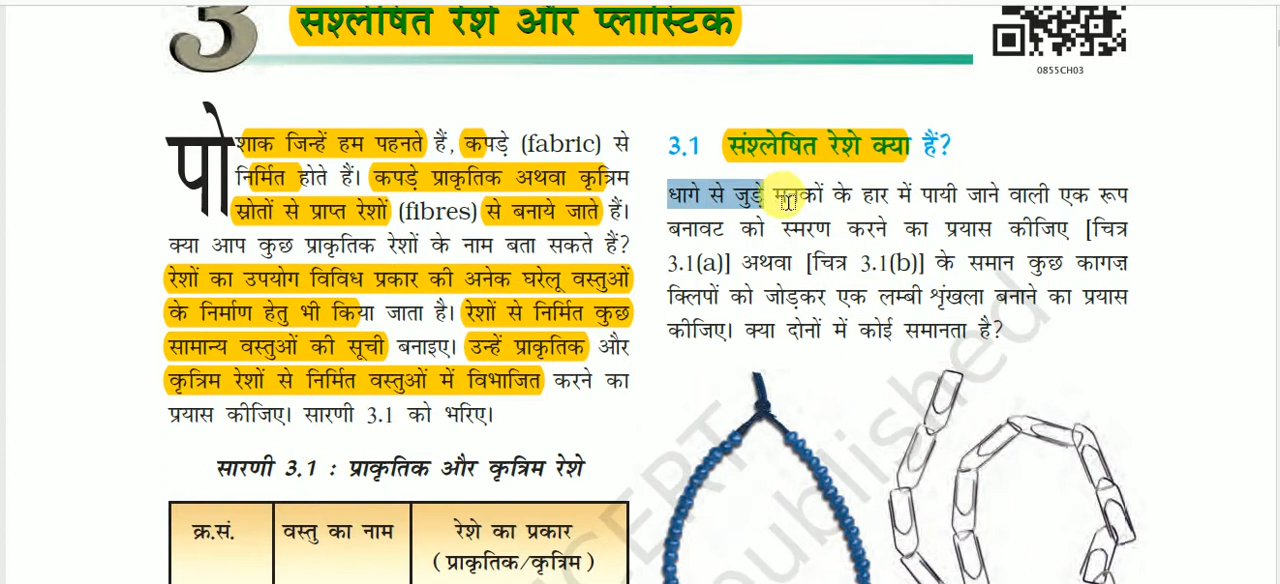 3 संश्लेषित रेशे और प्लास्टिक
0855CH03
पोशाक जिन्हें हम पहनते हैं, कपड़े (fabric) से
निर्मित होते हैं। कपड़े प्राकृतिक अथवा कृत्रिम
स्रोतों से प्राप्त रेशों (fibres) से बनाये जाते हैं।
क्या आप कुछ प्राकृतिक रेशों के नाम बता सकते हैं?
रेशों का उपयोग विविध प्रकार की अनेक घरेलू वस्तुओं
के निर्माण हेतु भी किया जाता है। रेशों से निर्मित कुछ
सामान्य वस्तुओं की सूची बनाइए। उन्हें प्राकृतिक और
कृत्रिम रेशों से निर्मित वस्तुओं में विभाजित करने का
प्रयास कीजिए। सारणी 3.1 को भरिए।
सारणी 3.1 : प्राकृतिक और कृत्रिम रेशे
क्र.सं. वस्तु का नाम रेशे का प्रकार
(प्राकृतिक/कृत्रिम)
3.1 संश्लेषित रेशे क्या हैं?
धागे से जुड़े मनकों के हार में पायी जाने वाली एक रूप
बनावट को स्मरण करने का प्रयास कीजिए [चित्र
3.1(a)] अथवा [चित्र 3.1(b)] के समान कुछ कागज़
क्लिपों को जोड़कर एक लम्बी शृंखला बनाने का प्रयास
कीजिए। क्या दोनों में कोई समानता है?